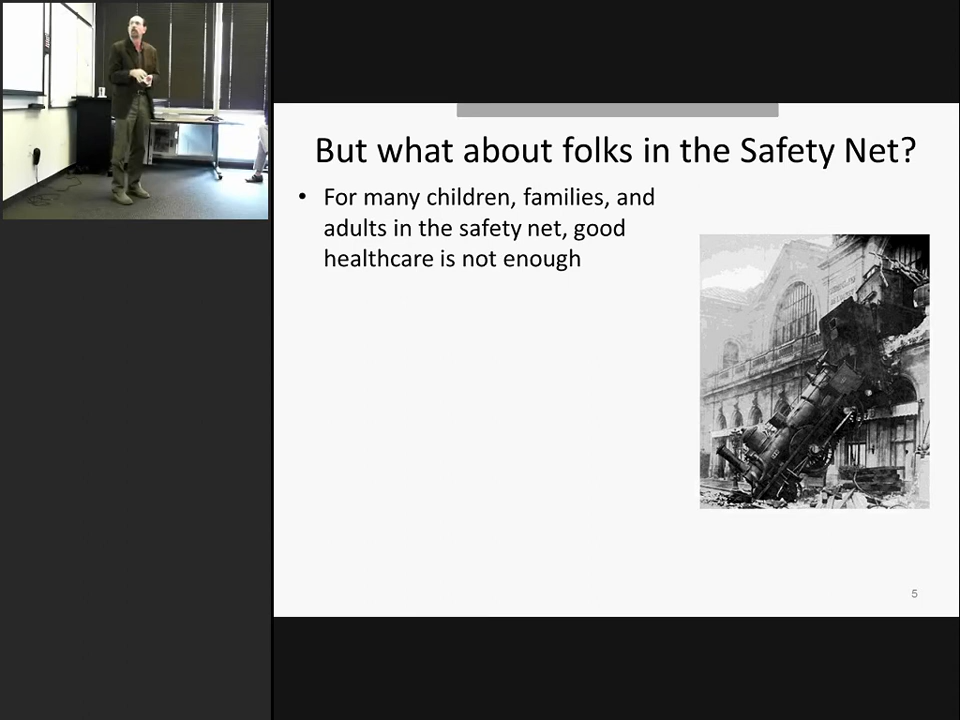 But what about folks in the Safety Net?
• For many children, families, and
adults in the safety net, good
healthcare is not enough
5